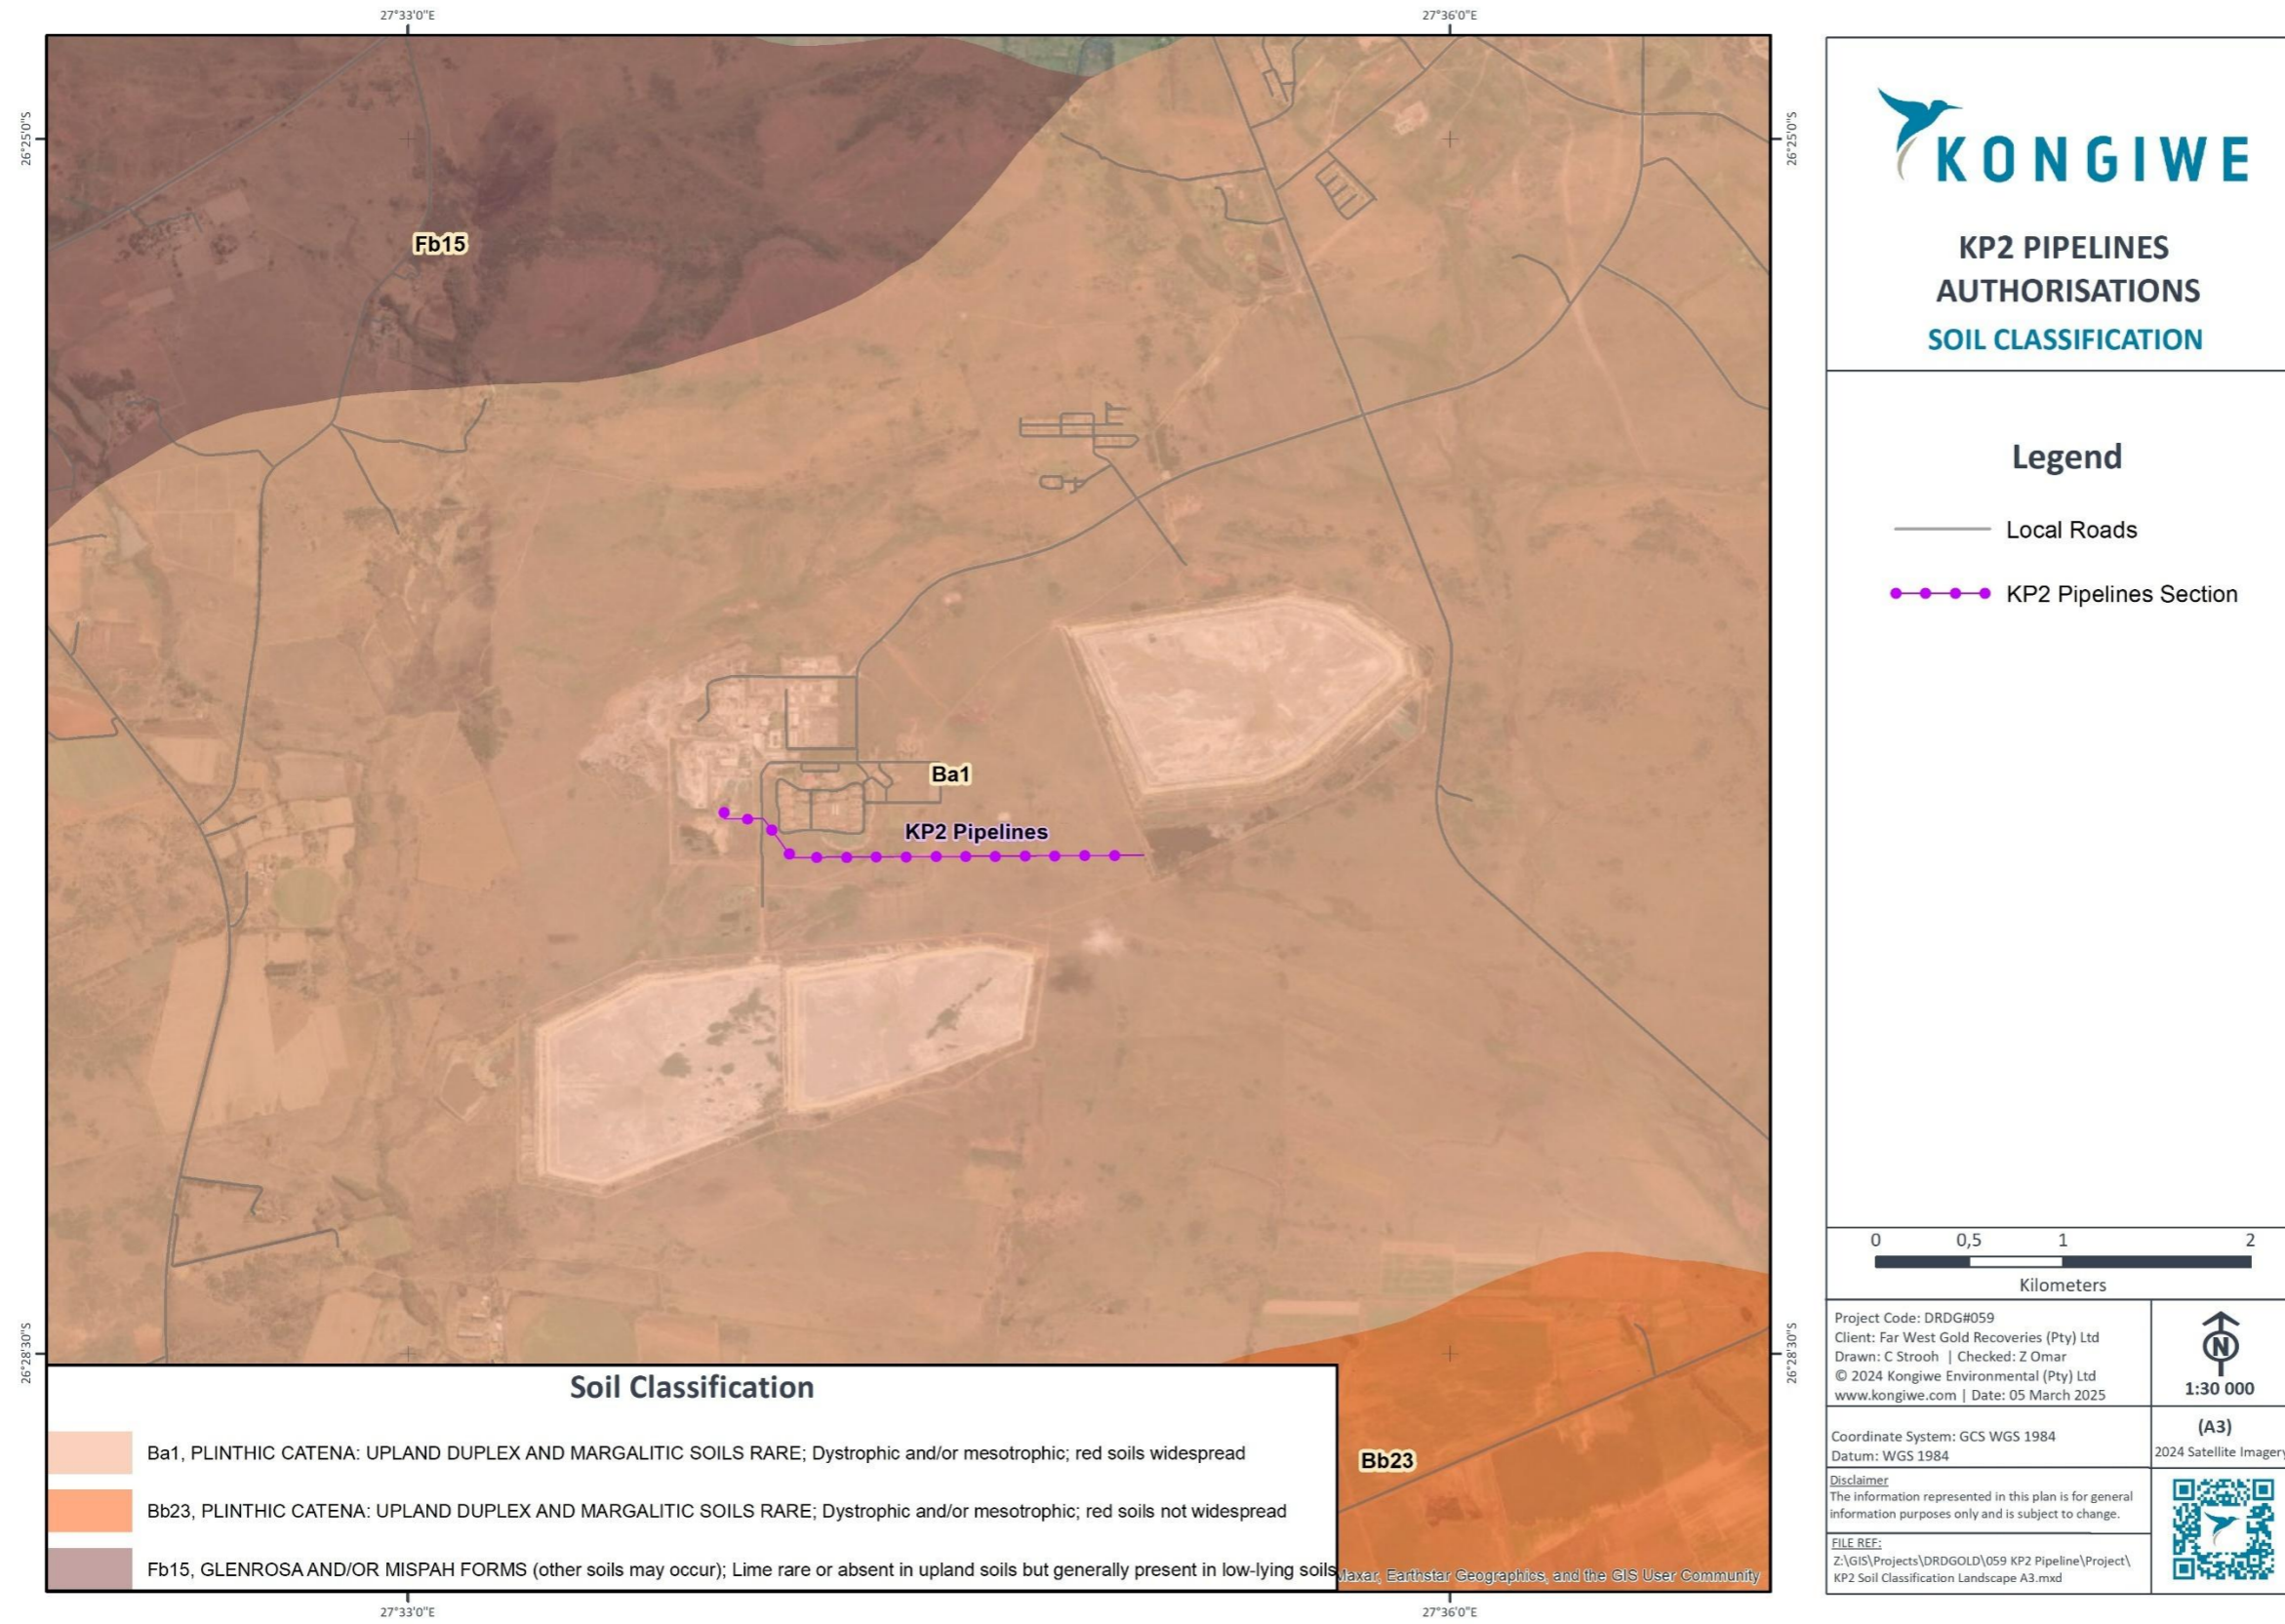 27°33'0"E
27°36'0"E
26°25'0"S
26°25'0"S
Fb15
Ba1
KP2 Pipelines
Bb23
26°28'30"S
26°28'30"S
Soil Classification
Ba1, PLINTHIC CATENA: UPLAND DUPLEX AND MARGALITIC SOILS RARE; Dystrophic and/or mesotrophic; red soils widespread
Bb23, PLINTHIC CATENA: UPLAND DUPLEX AND MARGALITIC SOILS RARE; Dystrophic and/or mesotrophic; red soils not widespread
Fb15, GLENROSA AND/OR MISPAH FORMS (other soils may occur); Lime rare or absent in upland soils but generally present in low-lying soils
Maxar, Earthstar Geographics, and the GIS User Community
27°33'0"E
27°36'0"E
KONGIWE
KP2 PIPELINES
AUTHORISATIONS
SOIL CLASSIFICATION
Legend
Local Roads
KP2 Pipelines Section
0 0,5 1 2
Kilometers
Project Code: DRDG#059
Client: Far West Gold Recoveries (Pty) Ltd
Drawn: C Strooh | Checked: Z Omar
© 2024 Kongiwe Environmental (Pty) Ltd
www.kongiwe.com | Date: 05 March 2025
N
1:30 000
Coordinate System: GCS WGS 1984
Datum: WGS 1984
(A3)
2024 Satellite Imagery
Disclaimer
The information represented in this plan is for general
information purposes only and is subject to change.
FILE REF:
Z:\GIS\Projects\DRDGOLD\059 KP2 Pipeline\Project\
KP2 Soil Classification Landscape A3.mxd